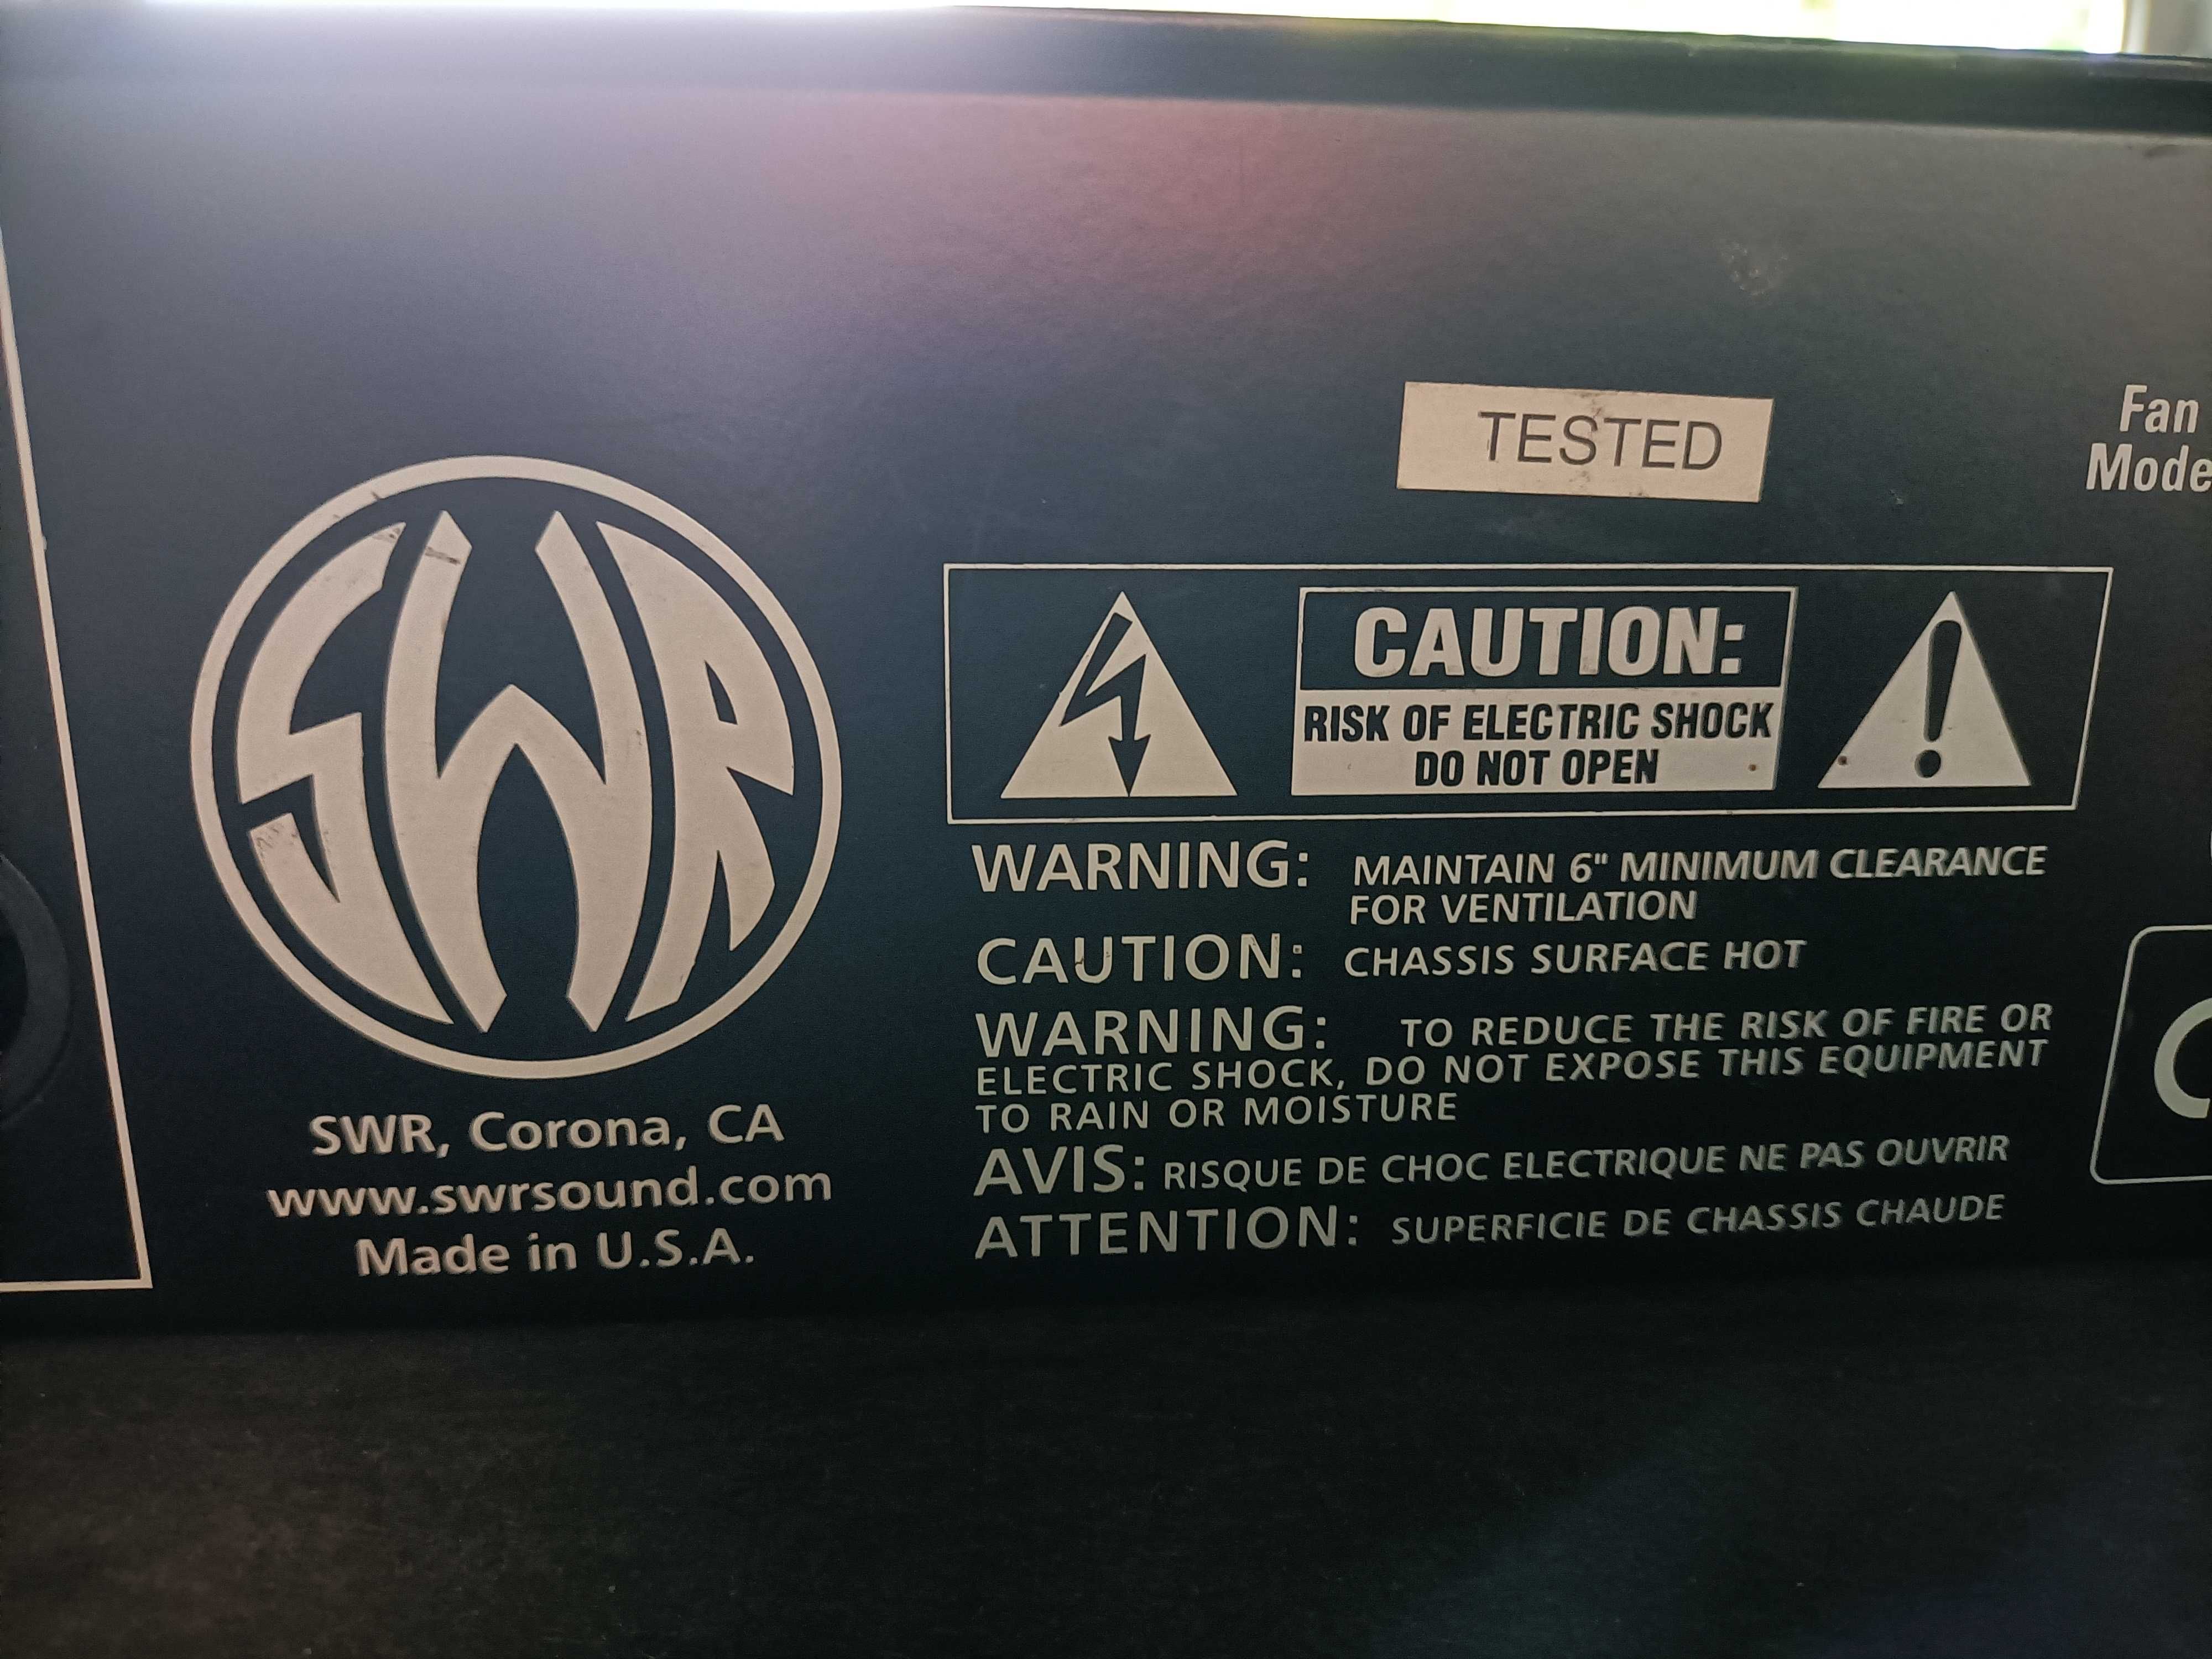 TESTED
Fan
Mode
SWR
CAUTION:
RISK OF ELECTRIC SHOCK
DO NOT OPEN
WARNING: MAINTAIN 6" MINIMUM CLEARANCE
FOR VENTILATION
CAUTION: CHASSIS SURFACE HOT
WARNING: TO REDUCE THE RISK OF FIRE OR
ELECTRIC SHOCK, DO NOT EXPOSE THIS EQUIPMENT
TO RAIN OR MOISTURE
AVIS: RISQUE DE CHOC ELECTRIQUE NE PAS OUVRIR
ATTENTION: SUPERFICIE DE CHASSIS CHAUDE
SWR, Corona, CA
www.swrsound.com
Made in U.S.A.